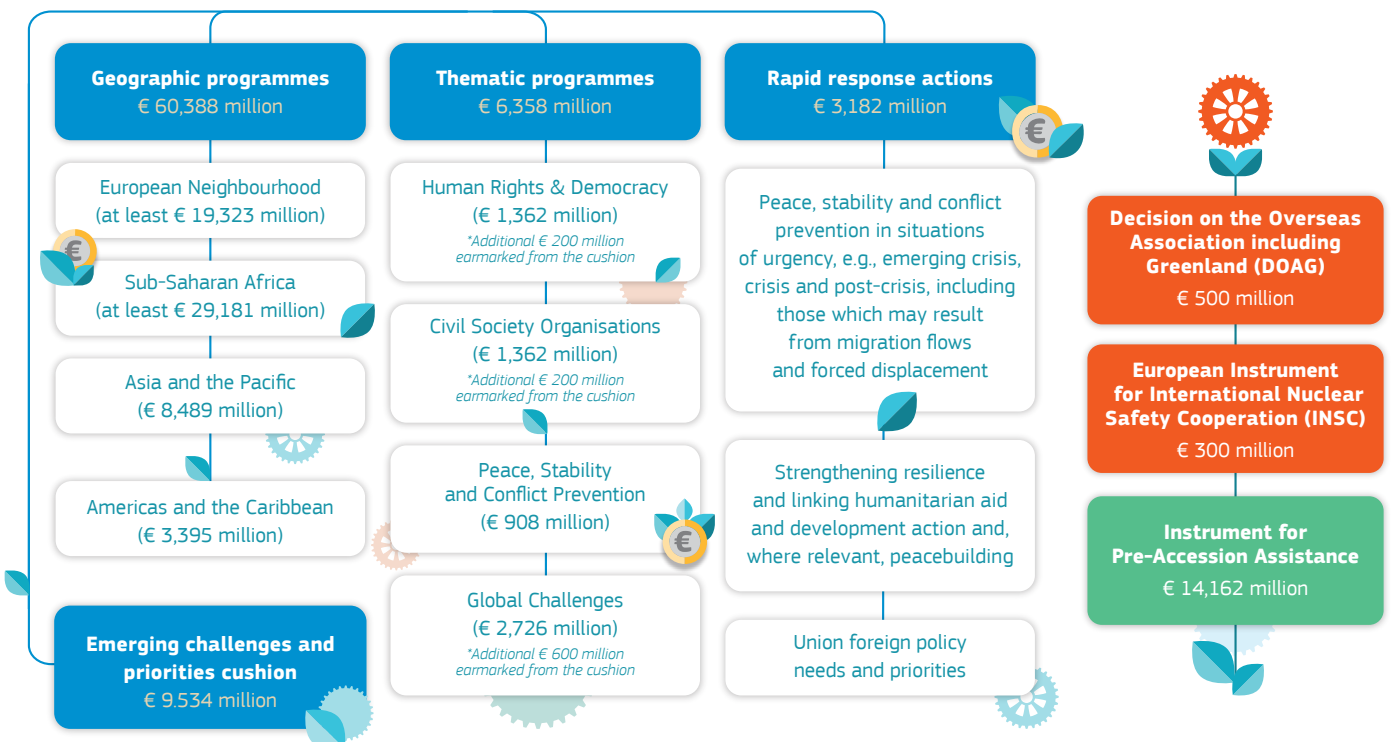 Geographic programmes
€ 60,388 million
European Neighbourhood
(at least € 19,323 million)
€
Sub-Saharan Africa
(at least € 29,181 million)
Asia and the Pacific
(€ 8,489 million)
Americas and the Caribbean
(€ 3,395 million)
Emerging challenges and
priorities cushion
€ 9.534 million
Thematic programmes
€ 6,358 million
Human Rights & Democracy
(€ 1,362 million)
*Additional € 200 million
earmarked from the cushion
Civil Society Organisations
(€ 1,362 million)
*Additional € 200 million
earmarked from the cushion
Peace, Stability
and Conflict Prevention
(€ 908 million)
€
Global Challenges
(€ 2,726 million)
*Additional € 600 million
earmarked from the cushion
Rapid response actions
€ 3,182 million
€
Peace, stability and conflict
prevention in situations
of urgency, e.g., emerging crisis,
crisis and post-crisis, including
those which may result
from migration flows
and forced displacement
Strengthening resilience
and linking humanitarian aid
and development action and,
where relevant, peacebuilding
Union foreign policy
needs and priorities
Decision on the Overseas
Association including
Greenland (DOAG)
€ 500 million
European Instrument
for International Nuclear
Safety Cooperation (INSC)
€ 300 million
Instrument for
Pre-Accession Assistance
€ 14,162 million